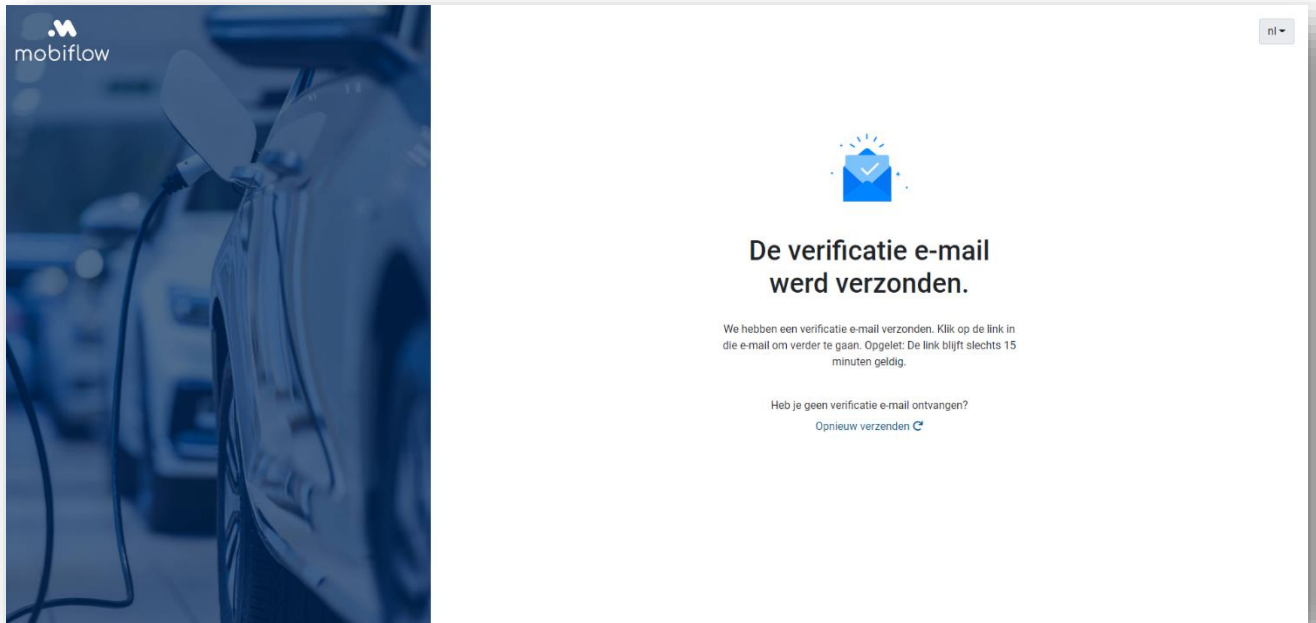 mobiflow
nl
De verificatie e-mail
werd verzonden.
We hebben een verificatie e-mail verzonden. Klik op de link in
die e-mail om verder te gaan. Opgelet: De link blijft slechts 15
minuten geldig.
Heb je geen verificatie e-mail ontvangen?
Opnieuw verzenden